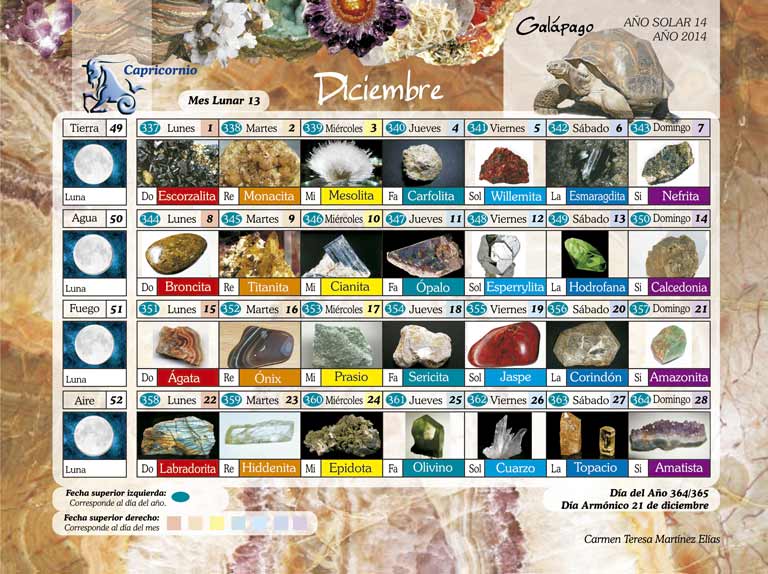 Galápago
AÑO SOLAR 14
AÑO 2014
Capricornio
Mes Lunar 13
Diciembre
Tierra 49 337 Lunes 1 338 Martes 2 339 Miércoles 3 340 Jueves 4 341 Viernes 5 342 Sábado 6 343 Domingo 7
Luna Do Escorzalita Re Monacita Mi Mesolita Fa Carfolita Sol Willemita La Esmaragdita Si Nefrita
Agua 50 344 Lunes 8 345 Martes 9 346 Miércoles 10 347 Jueves 11 348 Viernes 12 349 Sábado 13 350 Domingo 14
Luna Do Broncita Re Titanita Mi Cianita Fa Ópalo Sol Esperrylita La Hodrofana Si Calcedonia
Fuego 51 351 Lunes 15 352 Martes 16 353 Miércoles 17 354 Jueves 18 355 Viernes 19 356 Sábado 20 357 Domingo 21
Luna Do Ágata Re Ónix Mi Prasio Fa Sericita Sol Jaspe La Corindón Si Amazonita
Aire 52 358 Lunes 22 359 Martes 23 360 Miércoles 24 361 Jueves 25 362 Viernes 26 363 Sábado 27 364 Domingo 28
Luna Do Labradorita Re Hiddenita Mi Epidota Fa Olivino Sol Cuarzo La Topacio Si Amatista
Fecha superior izquierda:
Corresponde al día del año.
Fecha superior derecho:
Corresponde al día del mes
Día del Año 364/365
Día Armónico 21 de diciembre
Carmen Teresa Martínez Elías